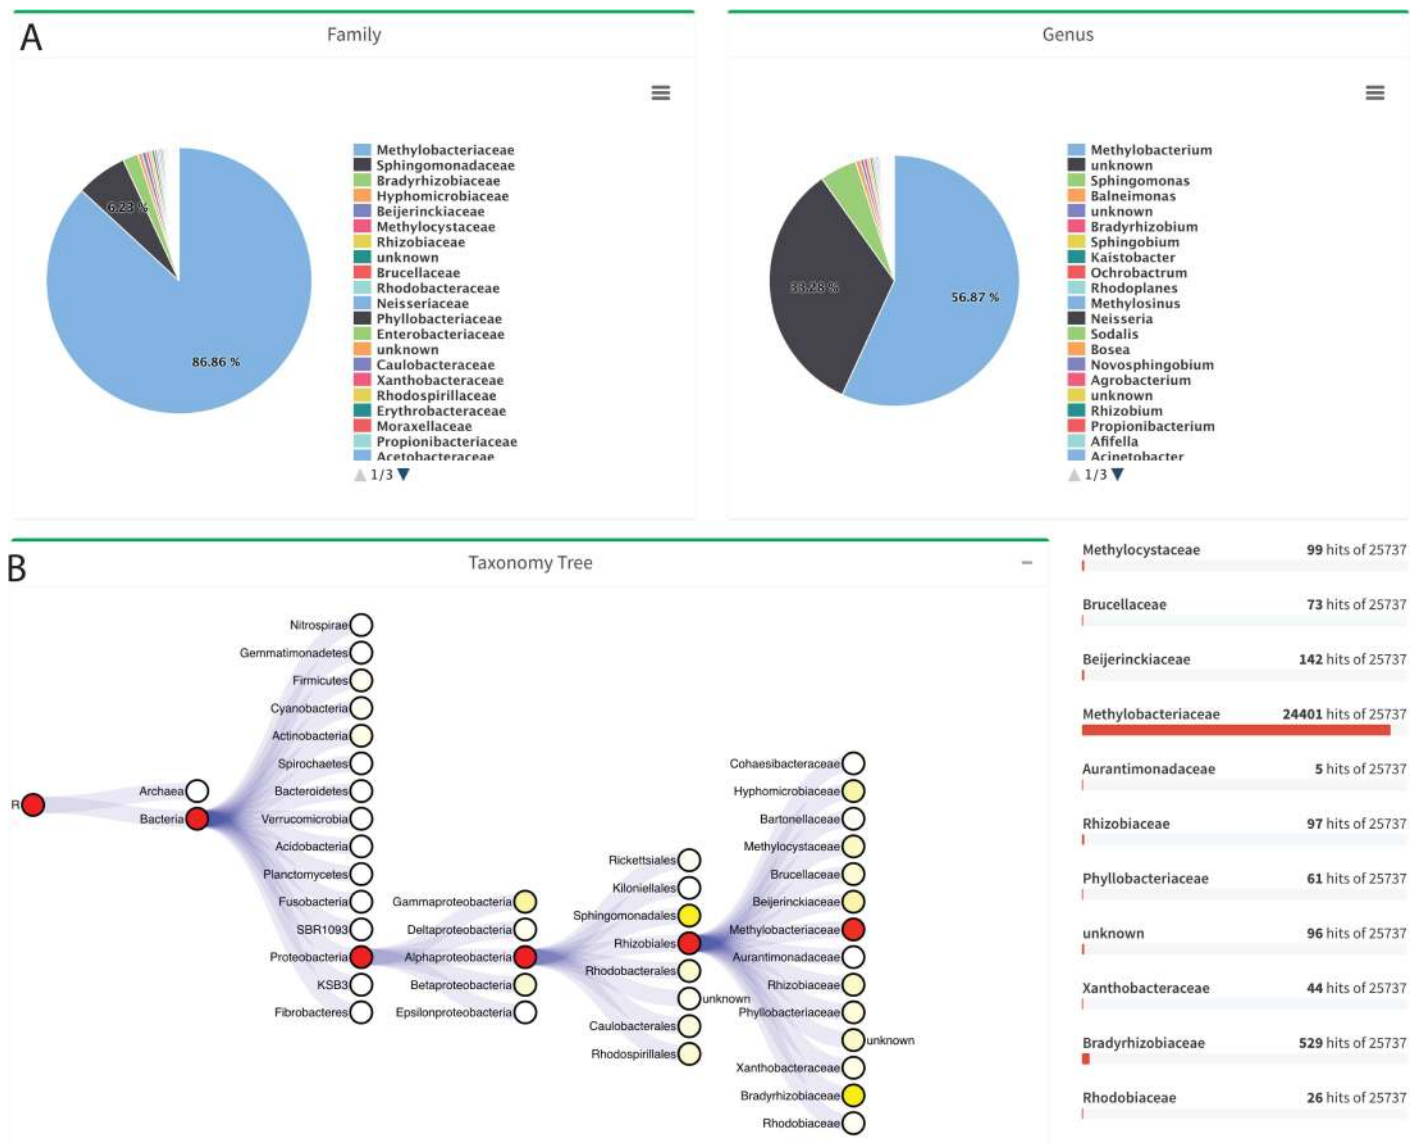 A
Family
6.23 %
86.86 %
Methylobacteriaceae
Sphingomonadaceae
Bradyrhizobiaceae
Hyphomicrobiaceae
Beijerinckiaceae
Methylocystaceae
Rhizobiaceae
unknown
Brucellaceae
Rhodobacteraceae
Neisseriaceae
Phyllobacteriaceae
Enterobacteriaceae
unknown
Caulobacteraceae
Xanthobacteraceae
Rhodospirillaceae
Erythrobacteraceae
Moraxellaceae
Propionibacteriaceae
Acetobacteraceae
1/3
Genus
33.28 %
56.87 %
Methylobacterium
unknown
Sphingomonas
Balneimonas
unknown
Bradyrhizobium
Sphingobium
Kaistobacter
Ochrobactrum
Rhodoplanes
Methylosinus
Neisseria
Sodalis
Bosea
Novosphingobium
Agrobacterium
unknown
Rhizobium
Propionibacterium
Afifella
Acinetobacter
1/3
B
Taxonomy Tree
R
Archaea
Bacteria
Nitrospirae
Gemmatimonadetes
Firmicutes
Cyanobacteria
Actinobacteria
Spirochaetes
Bacteroidetes
Verrucomicrobia
Acidobacteria
Planctomycetes
Fusobacteria
SBR1093
Proteobacteria
KSB3
Fibrobacteres
Gammaproteobacteria
Deltaproteobacteria
Alphaproteobacteria
Betaproteobacteria
Epsilonproteobacteria
Rickettsiales
Kiloniellales
Sphingomonadales
Rhizobiales
Rhodobacterales
unknown
Caulobacterales
Rhodospirillales
Cohaesibacteraceae
Hyphomicrobiaceae
Bartonellaceae
Methylocystaceae
Brucellaceae
Beijerinckiaceae
Methylobacteriaceae
Aurantimonadaceae
Rhizobiaceae
Phyllobacteriaceae
unknown
Xanthobacteraceae
Bradyrhizobiaceae
Rhodobiaceae
Methylocystaceae 99 hits of 25737
Brucellaceae 73 hits of 25737
Beijerinckiaceae 142 hits of 25737
Methylobacteriaceae 24401 hits of 25737
Aurantimonadaceae 5 hits of 25737
Rhizobiaceae 97 hits of 25737
Phyllobacteriaceae 61 hits of 25737
unknown 96 hits of 25737
Xanthobacteraceae 44 hits of 25737
Bradyrhizobiaceae 529 hits of 25737
Rhodobiaceae 26 hits of 25737